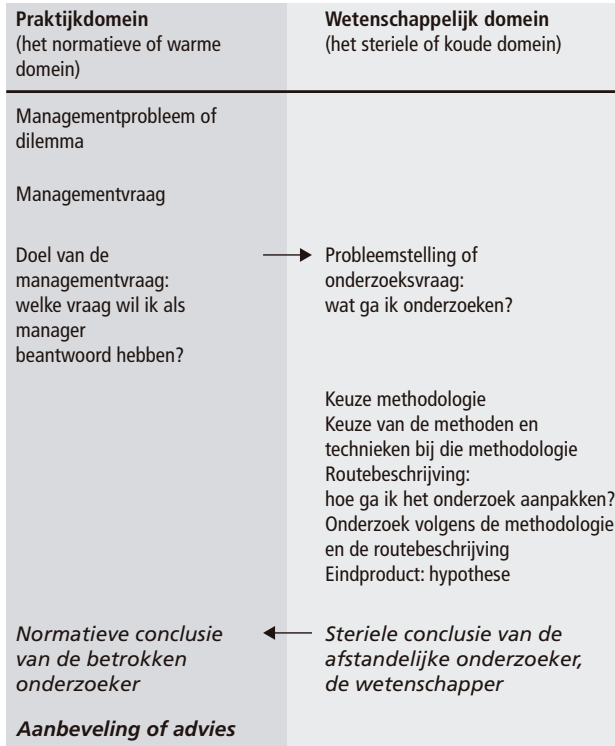 Praktijkdomein
(het normatieve of warme
domein)
Wetenschappelijk domein
(het steriele of koude domein)
Managementprobleem of
dilemma
Managementvraag
Doel van de
managementvraag:
welke vraag wil ik als
manager
beantwoord hebben?
Probleemstelling of
onderzoeksvraag:
wat ga ik onderzoeken?
Keuze methodologie
Keuze van de methoden en
technieken bij die methodologie
Routebeschrijving:
hoe ga ik het onderzoek aanpakken?
Onderzoek volgens de methodologie
en de routebeschrijving
Eindproduct: hypothese
Normatieve conclusie
van de betrokken
onderzoeker
Steriele conclusie van de
afstandelijke onderzoeker,
de wetenschapper
Aanbeveling of advies